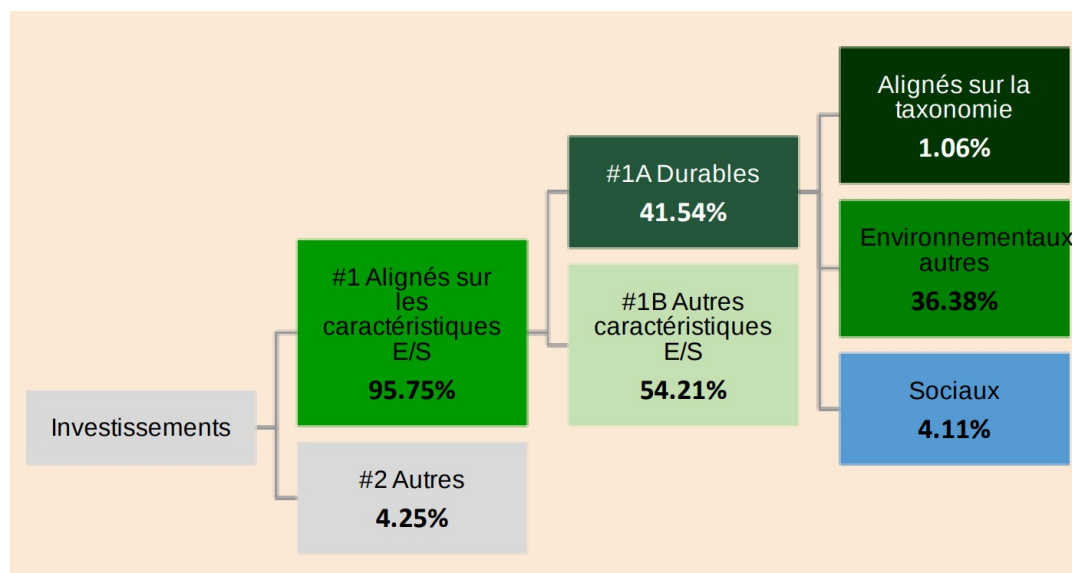 Investissements
#1 Alignés sur
les
caractéristiques
E/S
95.75%
#2 Autres
4.25%
#1A Durables
41.54%
#1B Autres
caractéristiques
E/S
54.21%
Alignés sur la
taxonomie
1.06%
Environnementaux
autres
36.38%
Sociaux
4.11%